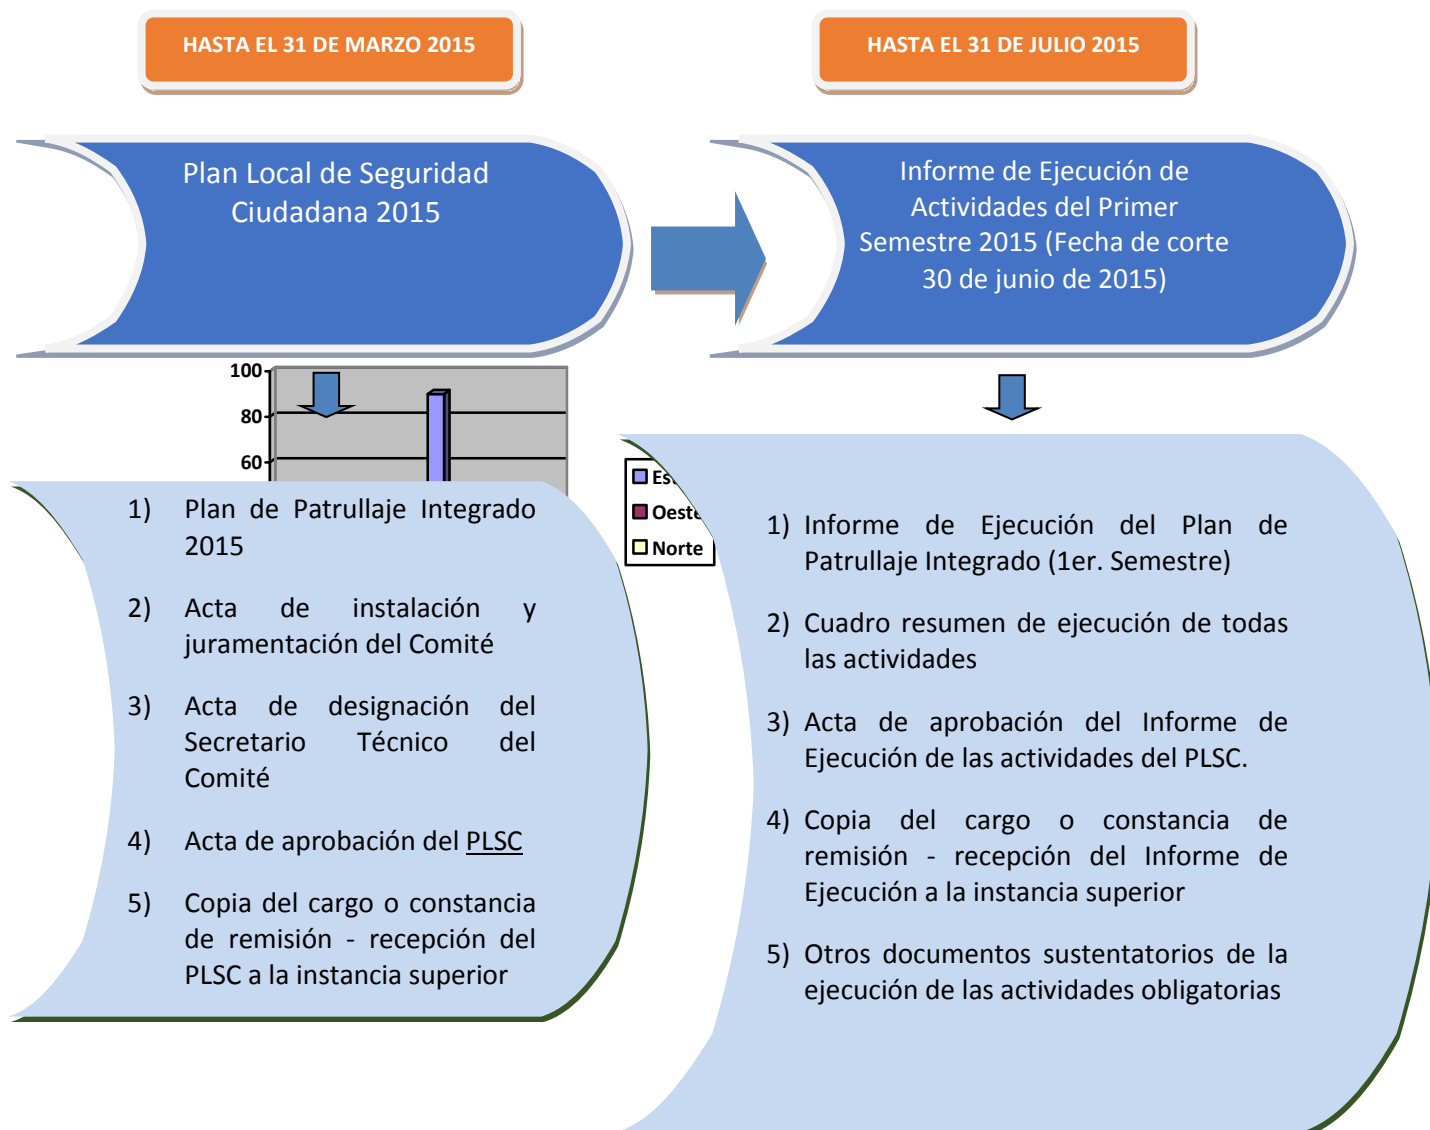 HASTA EL 31 DE MARZO 2015
HASTA EL 31 DE JULIO 2015
Plan Local de Seguridad
Ciudadana 2015
Informe de Ejecución de
Actividades del Primer
Semestre 2015 (Fecha de corte
30 de junio de 2015)
100
80
60
Oeste
Norte
1) Plan de Patrullaje Integrado
2015
2) Acta de instalación y
juramentación del Comité
3) Acta de designación del
Secretario Técnico del
Comité
4) Acta de aprobación del PLSC
5) Copia del cargo o constancia
de remisión - recepción del
PLSC a la instancia superior
1) Informe de Ejecución del Plan de
Patrullaje Integrado (1er. Semestre)
2) Cuadro resumen de ejecución de todas
las actividades
3) Acta de aprobación del Informe de
Ejecución de las actividades del PLSC.
4) Copia del cargo o constancia de
remisión - recepción del Informe de
Ejecución a la instancia superior
5) Otros documentos sustentatorios de la
ejecución de las actividades obligatorias